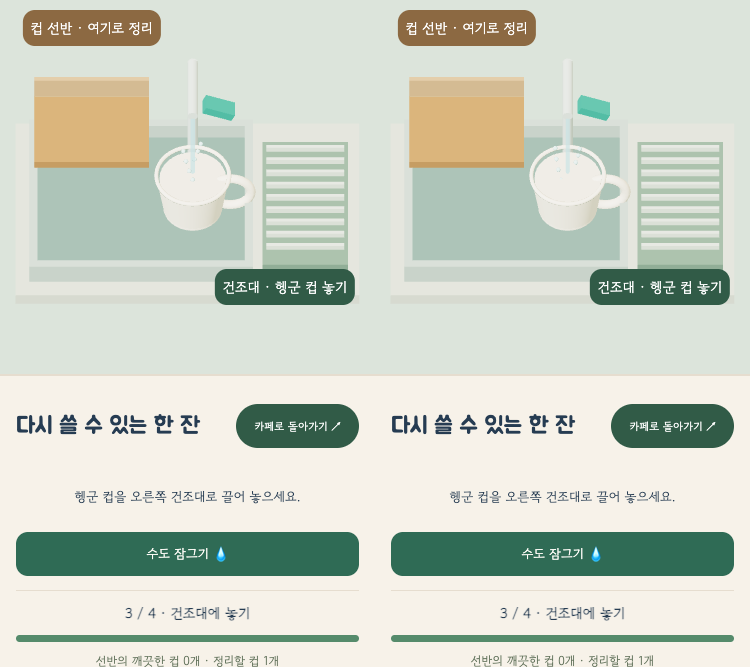 컵 선반 · 여기로 정리
건조대 · 헹군 컵 놓기
다시 쓸 수 있는 한 잔
카페로 돌아가기 ↗
헹군 컵을 오른쪽 건조대로 끌어 놓으세요.
수도 잠그기 💧
3 / 4 · 건조대에 놓기
선반의 깨끗한 컵 0개 · 정리할 컵 1개
컵 선반 · 여기로 정리
건조대 · 헹군 컵 놓기
다시 쓸 수 있는 한 잔
카페로 돌아가기 ↗
헹군 컵을 오른쪽 건조대로 끌어 놓으세요.
수도 잠그기 💧
3 / 4 · 건조대에 놓기
선반의 깨끗한 컵 0개 · 정리할 컵 1개